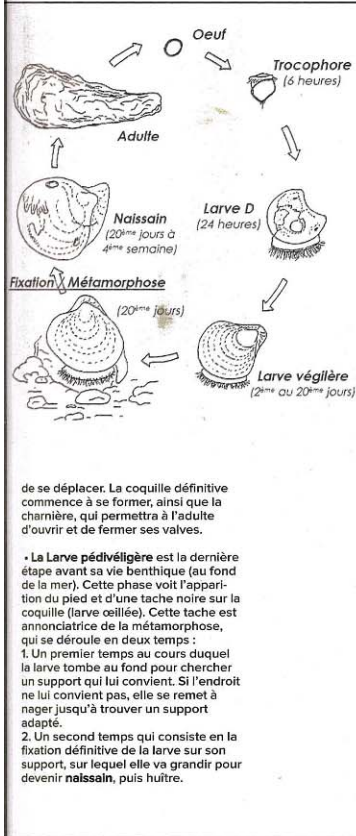 Oeuf
Trocophore
(6 heures)
Adulte
Larve D
(24 heures)
Naissain
(20ème jours à
4ème semaine)
Fixation Métamorphose
(20ème jours)
Larve végilère
(2ème au 20ème jours)
de se déplacer. La coquille définitive
commence à se former, ainsi que la
charnière, qui permettra à l'adulte
d'ouvrir et de fermer ses valves.
• La Larve pédivéligère est la dernière
étape avant sa vie benthique (au fond
de la mer). Cette phase voit l'appari-
tion du pied et d'une tache noire sur la
coquille (larve œillée). Cette tache est
annonciatrice de la métamorphose,
qui se déroule en deux temps :
1. Un premier temps au cours duquel
la larve tombe au fond pour chercher
un support qui lui convient. Si l'endroit
ne lui convient pas, elle se remet à
nager jusqu'à trouver un support
adapté.
2. Un second temps qui consiste en la
fixation définitive de la larve sur son
support, sur lequel elle va grandir pour
devenir naissain, puis huître.